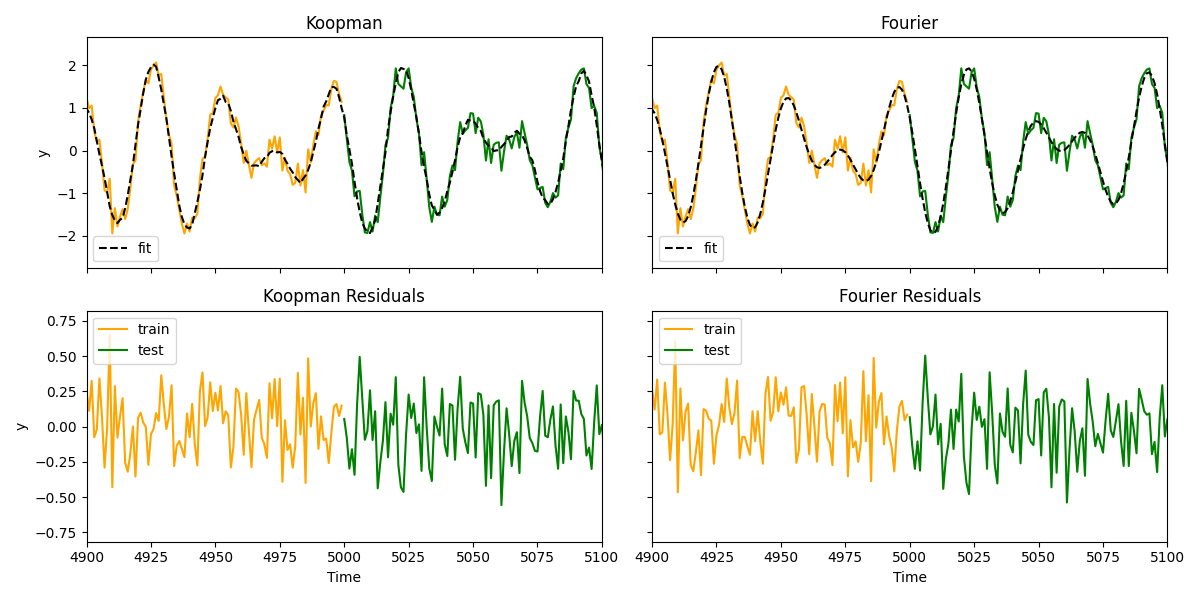 Koopman
Fourier
y
2
1
0
−1
−2
fit
fit
Koopman Residuals
Fourier Residuals
y
0.75
0.50
0.25
0.00
−0.25
−0.50
−0.75
train
test
train
test
4900 4925 4950 4975 5000 5025 5050 5075 5100
4900 4925 4950 4975 5000 5025 5050 5075 5100
Time
Time